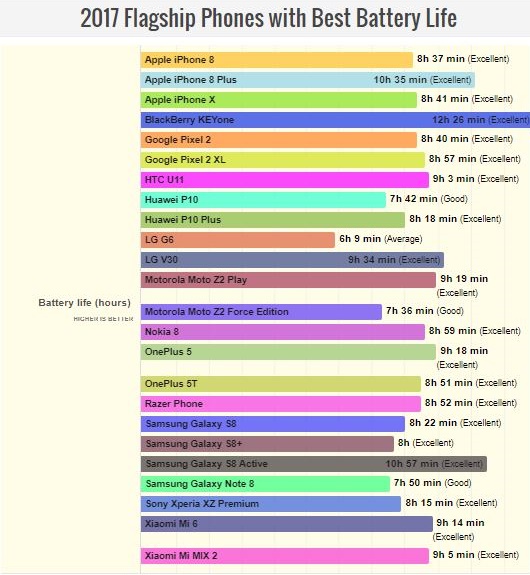 2017 Flagship Phones with Best Battery Life
Apple iPhone 8 8h 37 min (Excellent)
Apple iPhone 8 Plus 10h 35 min (Excellent)
Apple iPhone X 8h 41 min (Excellent)
BlackBerry KEYone 12h 26 min (Excellent)
Google Pixel 2 8h 40 min (Excellent)
Google Pixel 2 XL 8h 57 min (Excellent)
HTC U11 9h 3 min (Excellent)
Huawei P10 7h 42 min (Good)
Huawei P10 Plus 8h 18 min (Excellent)
LG G6 6h 9 min (Average)
LG V30 9h 34 min (Excellent)
Motorola Moto Z2 Play 9h 19 min
(Excellent)
Battery life (hours)
HIGHER IS BETTER
Motorola Moto Z2 Force Edition 7h 36 min (Good)
Nokia 8 8h 59 min (Excellent)
OnePlus 5 9h 18 min
(Excellent)
OnePlus 5T 8h 51 min (Excellent)
Razer Phone 8h 52 min (Excellent)
Samsung Galaxy S8 8h 22 min (Excellent)
Samsung Galaxy S8+ 8h (Excellent)
Samsung Galaxy S8 Active 10h 57 min (Excellent)
Samsung Galaxy Note 8 7h 50 min (Good)
Sony Xperia XZ Premium 8h 15 min (Excellent)
Xiaomi Mi 6 9h 14 min
(Excellent)
Xiaomi Mi MIX 2 9h 5 min (Excellent)